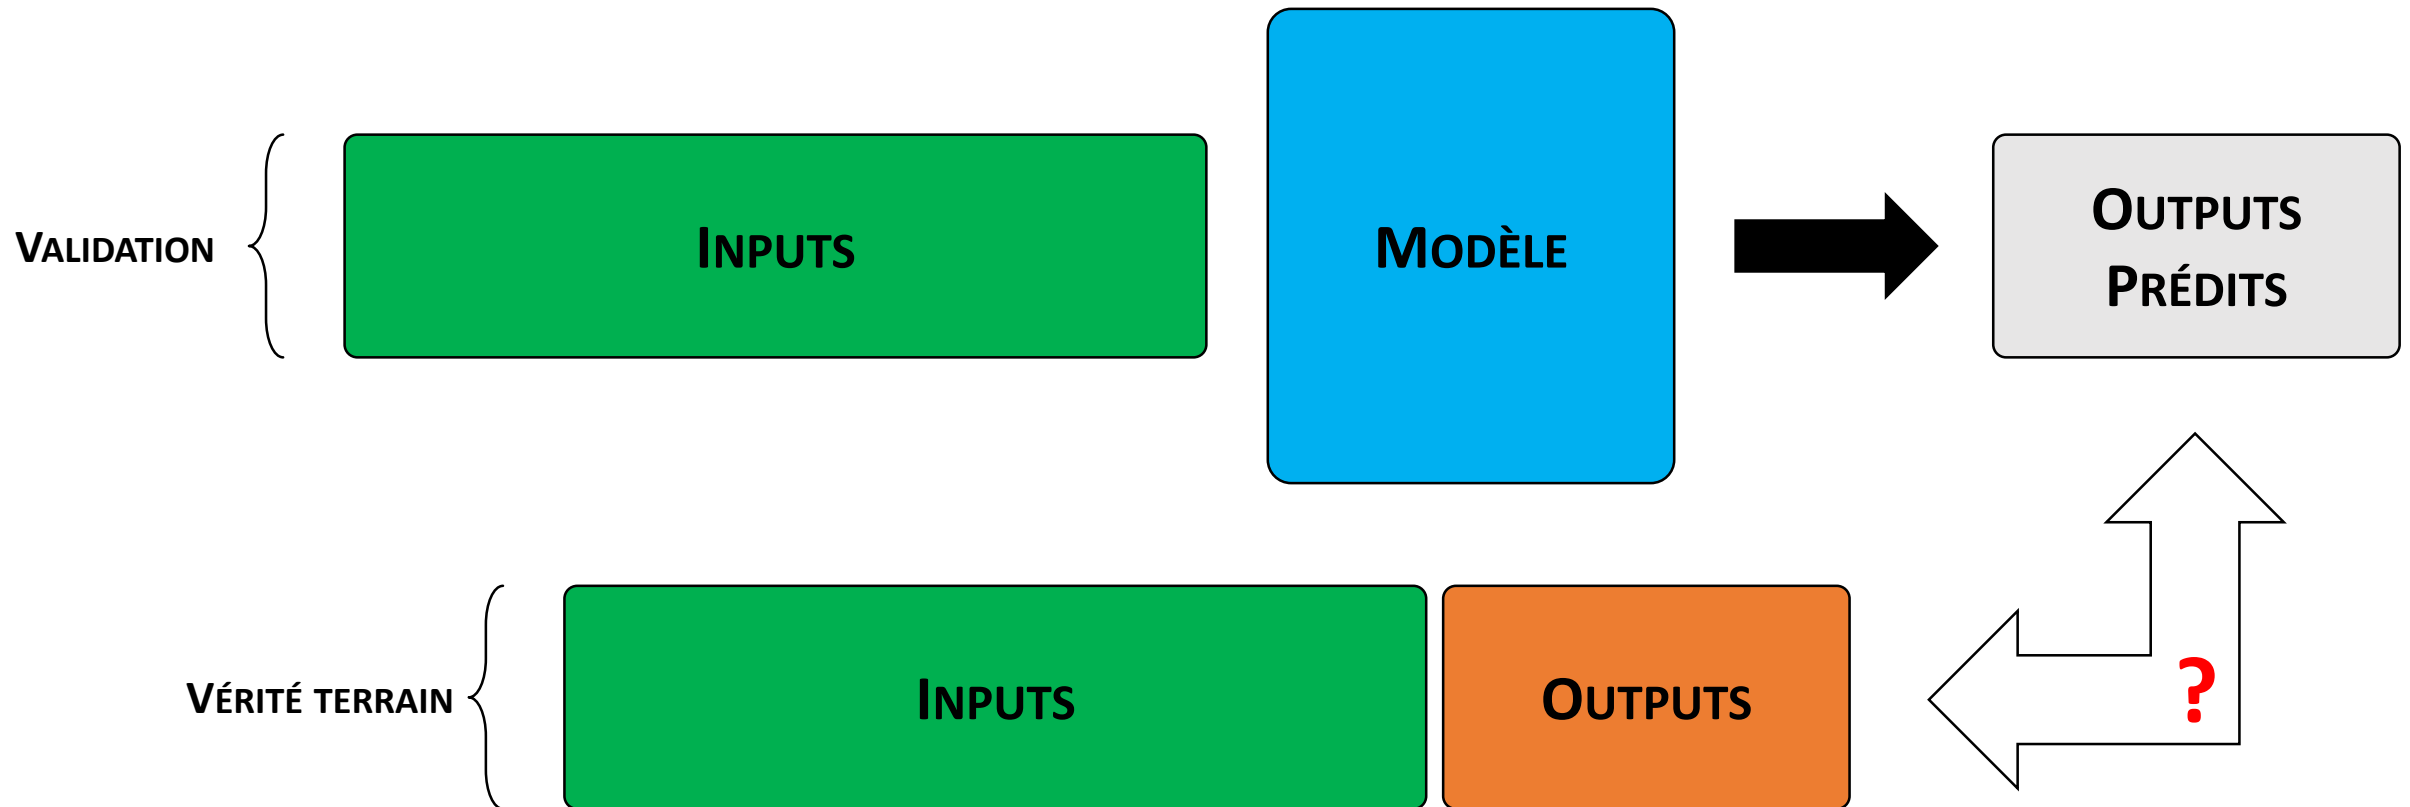 VALIDATION
INPUTS
MODÈLE
OUTPUTS
PRÉDITS
VÉRITÉ TERRAIN
INPUTS
OUTPUTS
?